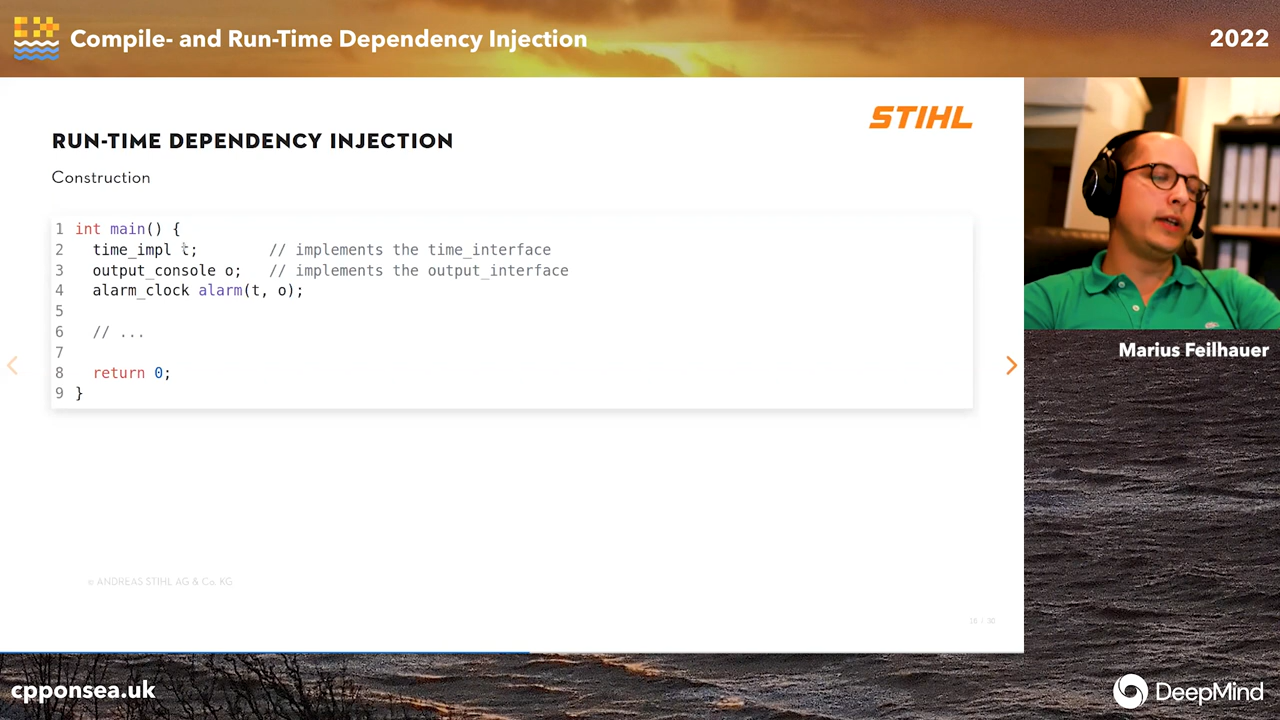 Compile- and Run-Time Dependency Injection
2022
STIHL
RUN-TIME DEPENDENCY INJECTION
Construction
1 int main() {
2 time_impl t; // implements the time_interface
3 output_console o; // implements the output_interface
4 alarm_clock alarm(t, o);
5
6 // ...
7
8 return 0;
9 }
Marius Feilhauer
© ANDREAS STIHL AG & Co. KG
16 / 30
cpponsea.uk
DeepMind